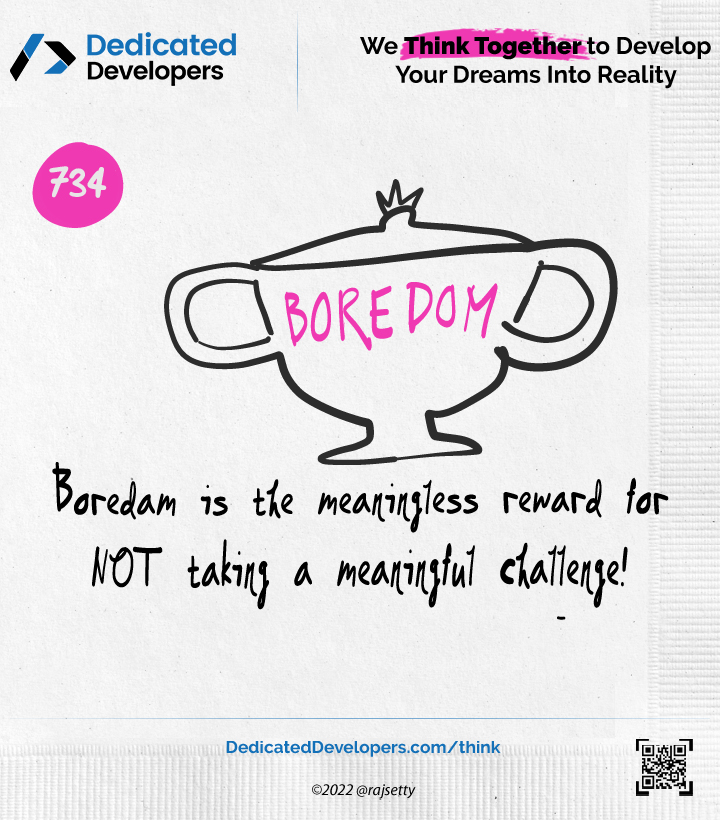 Dedicated
Developers
We Think Together to Develop
Your Dreams Into Reality
734
BOREDOM
Boredam is the meaningless reward for
NOT taking a meaningful challenge!
DedicatedDevelopers.com/think
©2022 @rajsetty